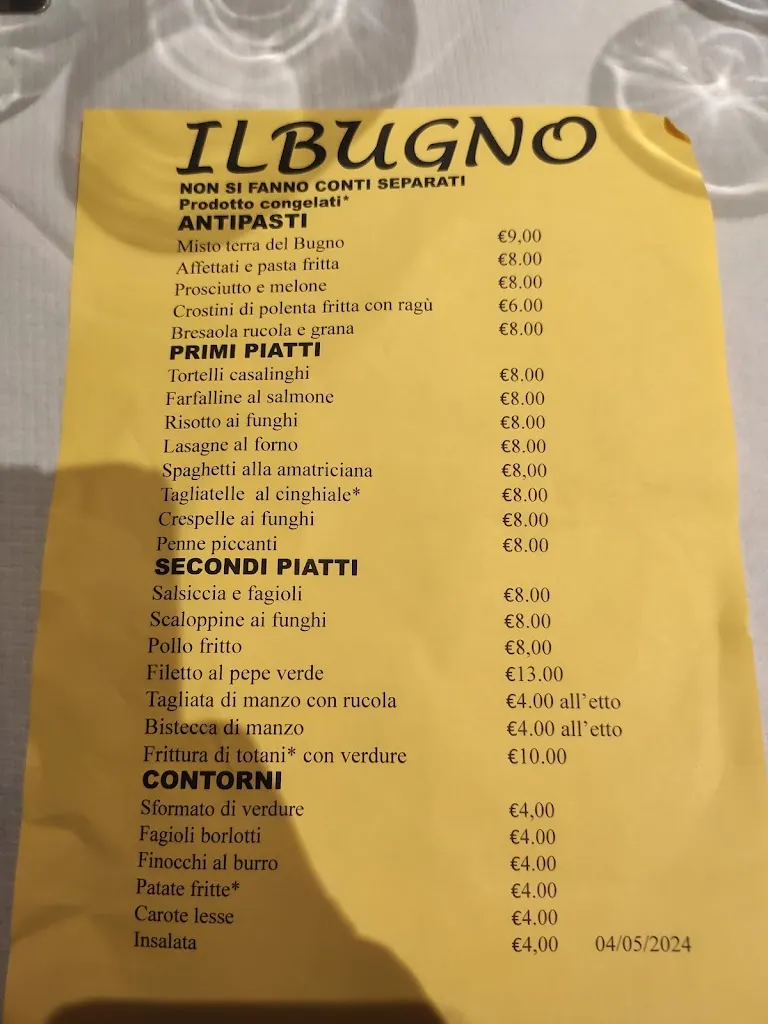 ILBUGNO
NON SI FANNO CONTI SEPARATI
Prodotto congelati*
ANTIPASTI
Misto terra del Bugno €9,00
Affettati e pasta fritta €8.00
Prosciutto e melone €8.00
Crostini di polenta fritta con ragù €6.00
Bresaola rucola e grana €8.00
PRIMI PIATTI
Tortelli casalinghi €8.00
Farfalline al salmone €8.00
Risotto ai funghi €8.00
Lasagne al forno €8.00
Spaghetti alla amatriciana €8,00
Tagliatelle al cinghiale* €8.00
Crespelle ai funghi €8.00
Penne piccanti €8.00
SECONDI PIATTI
Salsiccia e fagioli €8.00
Scaloppine ai funghi €8.00
Pollo fritto €8,00
Filetto al pepe verde €13.00
Tagliata di manzo con rucola €4.00 all'etto
Bistecca di manzo €4.00 all'etto
Frittura di totani* con verdure €10.00
CONTORNI
Sformato di verdure €4,00
Fagioli borlotti €4.00
Finocchi al burro €4.00
Patate fritte* €4.00
Carote lesse €4.00
Insalata €4,00 04/05/2024